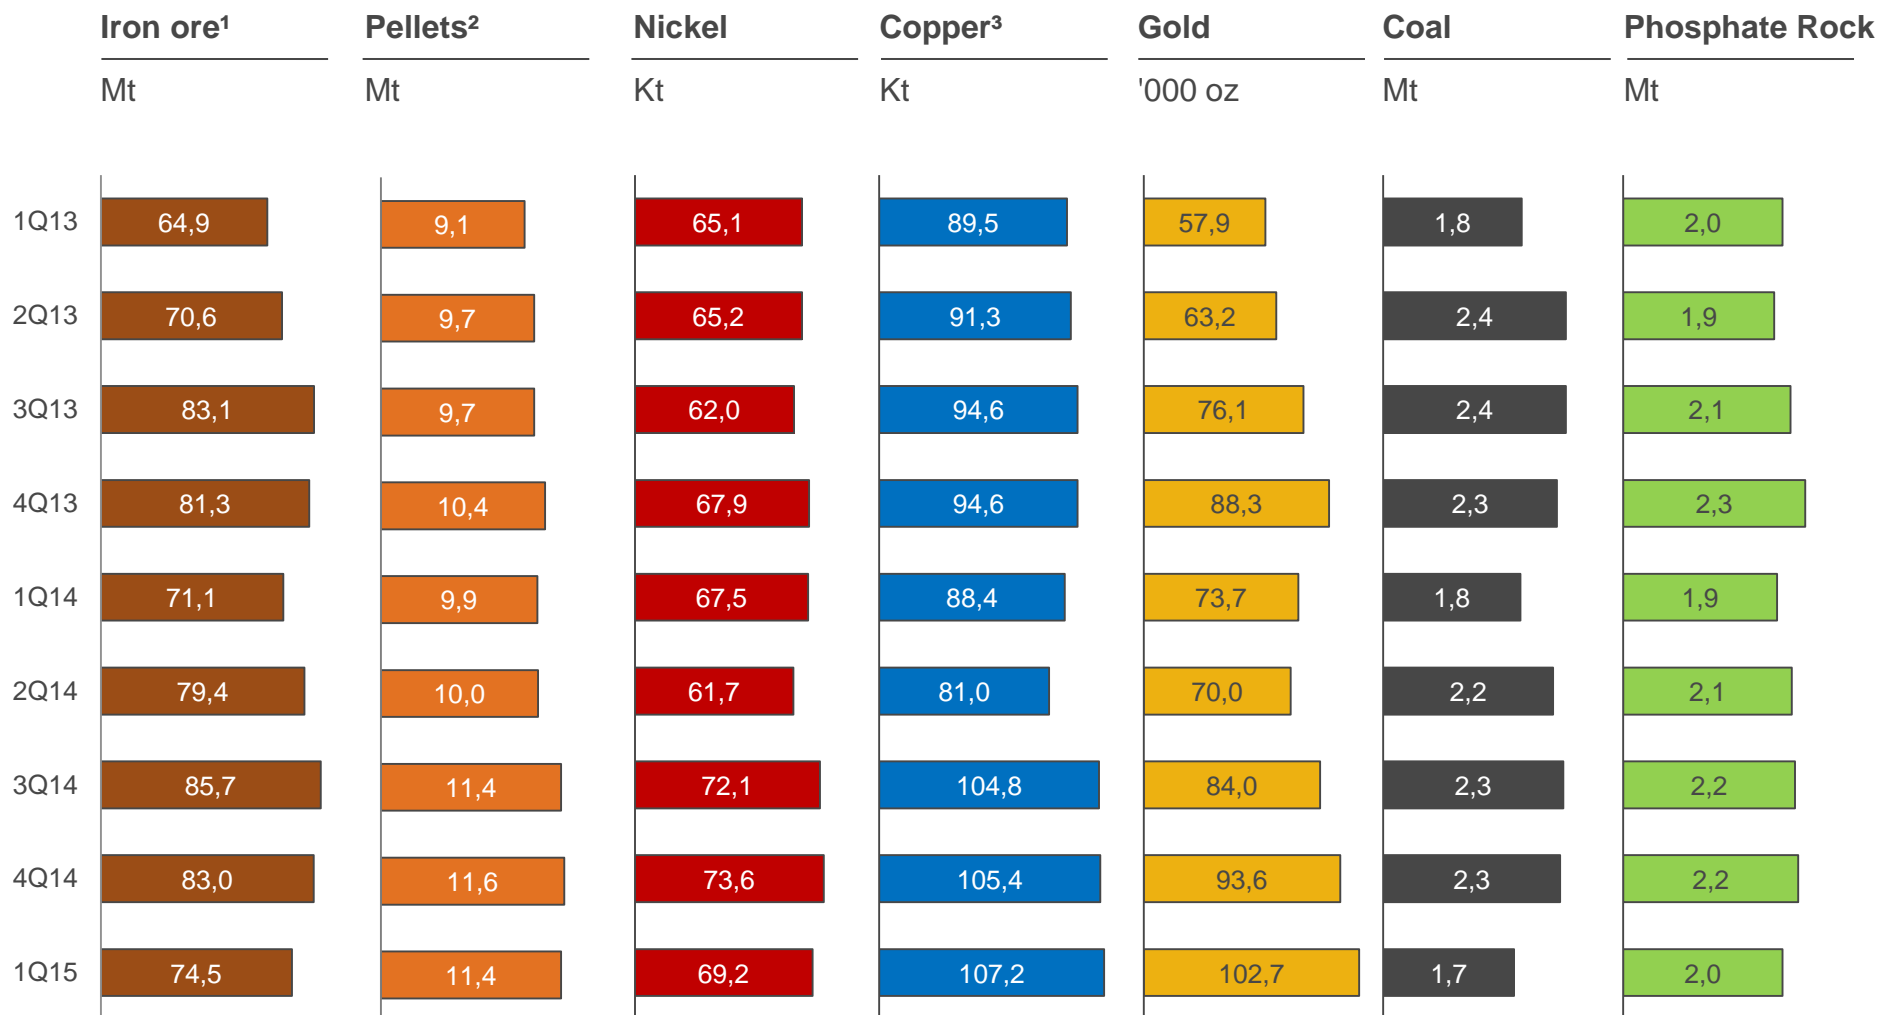 Iron ore¹ Pellets² Nickel Copper³ Gold Coal Phosphate Rock
Mt Mt Kt Kt '000 oz Mt Mt
1Q13 64,9 9,1 65,1 89,5 57,9 1,8 2,0
2Q13 70,6 9,7 65,2 91,3 63,2 2,4 1,9
3Q13 83,1 9,7 62,0 94,6 76,1 2,4 2,1
4Q13 81,3 10,4 67,9 94,6 88,3 2,3 2,3
1Q14 71,1 9,9 67,5 88,4 73,7 1,8 1,9
2Q14 79,4 10,0 61,7 81,0 70,0 2,2 2,1
3Q14 85,7 11,4 72,1 104,8 84,0 2,3 2,2
4Q14 83,0 11,6 73,6 105,4 93,6 2,3 2,2
1Q15 74,5 11,4 69,2 107,2 102,7 1,7 2,0